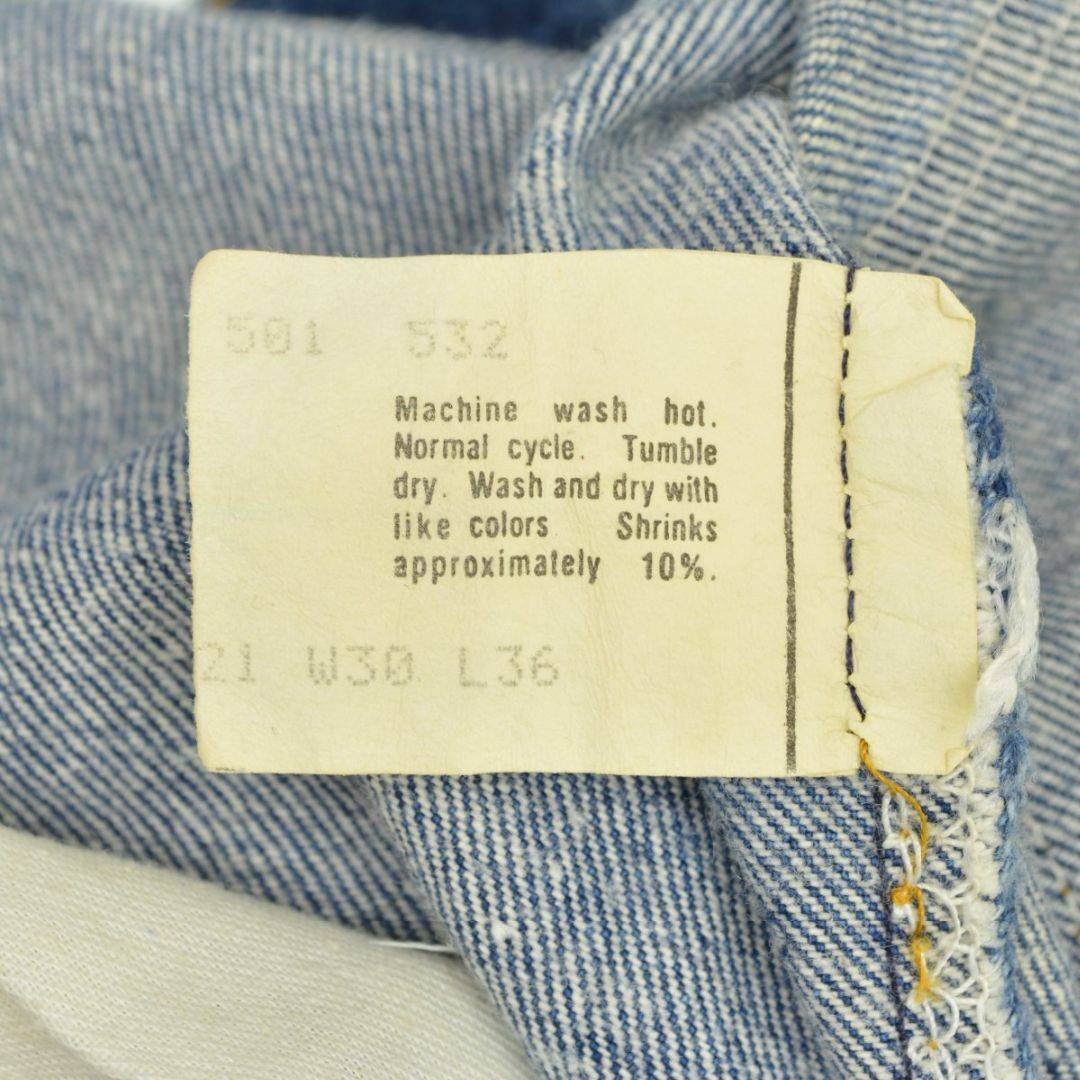 501 532
Machine wash hot.
Normal cycle. Tumble
dry. Wash and dry with
like colors Shrinks
approximately 10%.
21 W30 L36